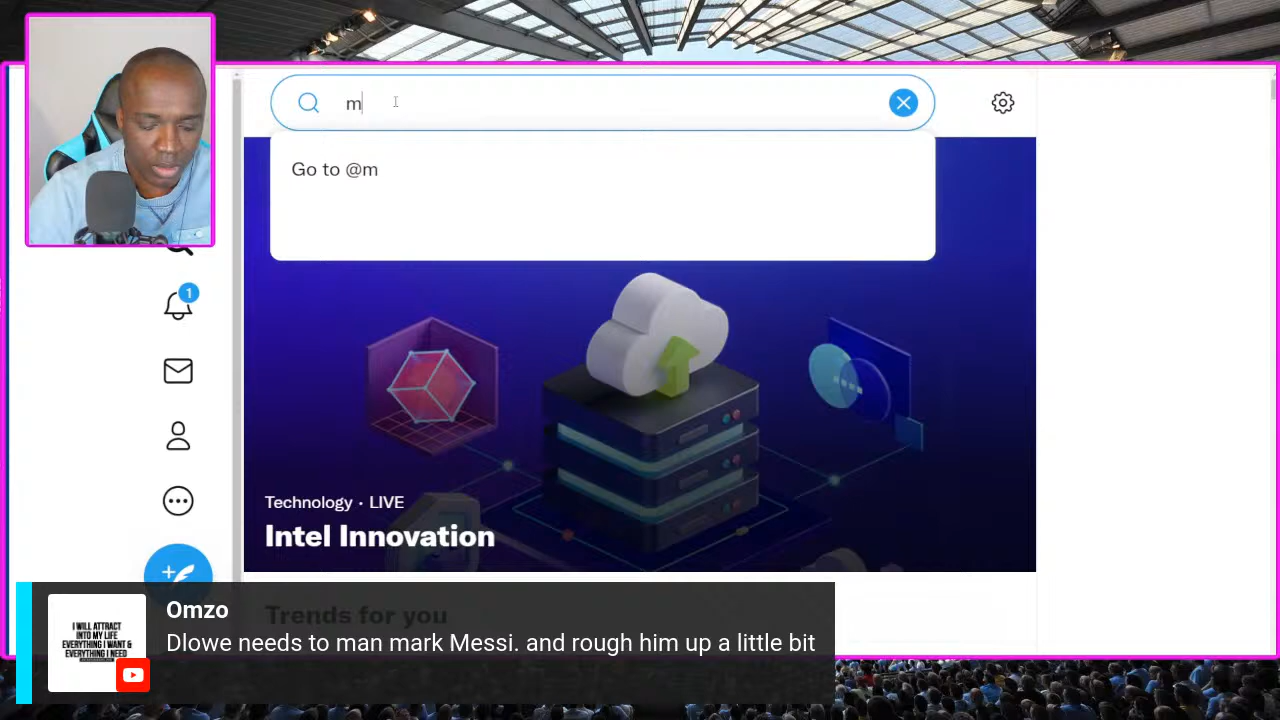 m
Go to @m
1
Technology · LIVE
Intel Innovation
Trends for you
I WILL ATTRACT
INTO MY LIFE
EVERYTHING I WANT &
EVERYTHING I NEED
Omzo
Dlowe needs to man mark Messi. and rough him up a little bit